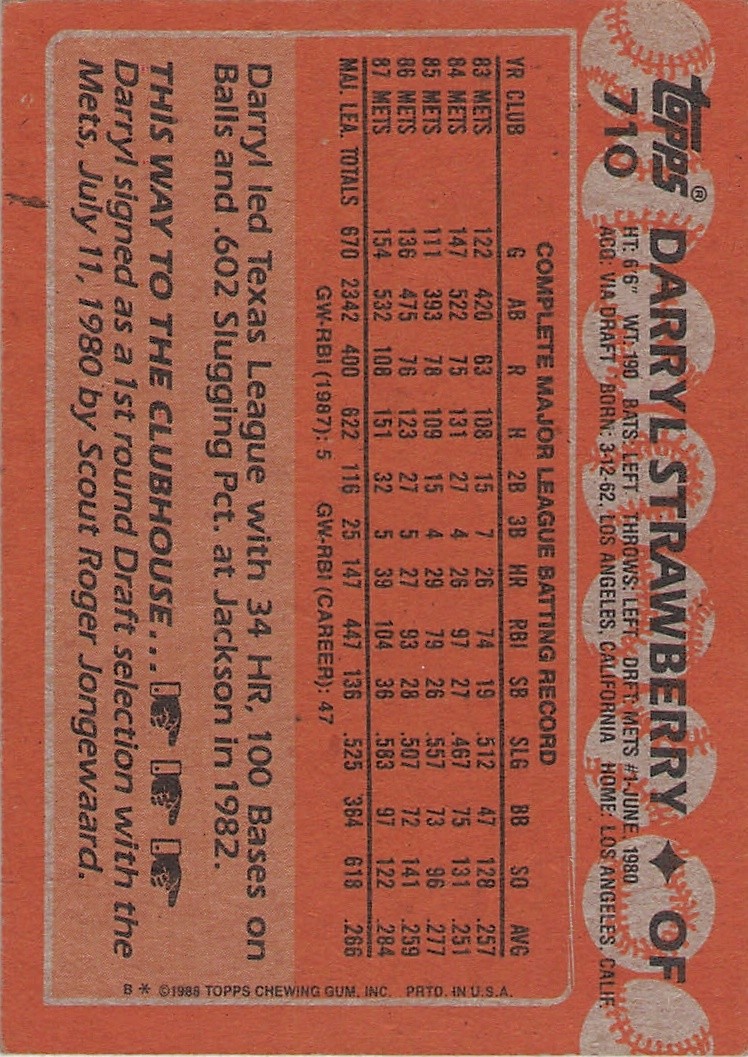 Topps® DARRYL STRAWBERRY ✦ OF
710 HT: 6'6" WT: 190 BATS: LEFT THROWS: LEFT DRFT: METS #1-JUNE, 1980
ACQ: VIA DRAFT BORN: 3-12-62, LOS ANGELES, CALIFORNIA HOME: LOS ANGELES, CALIF
COMPLETE MAJOR LEAGUE BATTING RECORD
YR CLUB G AB R H 2B 3B HR RBI SB SLG BB SO AVG
83 METS 122 420 63 108 15 7 26 74 19 .512 47 128 .257
84 METS 147 522 75 131 27 4 26 97 27 .467 75 131 .251
85 METS 111 393 78 109 15 4 29 79 26 .557 73 96 .277
86 METS 136 475 76 123 27 5 27 93 28 .507 72 141 .259
87 METS 154 532 108 151 32 5 39 104 36 .583 97 122 .284
MAJ. LEA. TOTALS 670 2342 400 622 116 25 147 447 136 .525 364 618 .266
GW-RBI (1987): 5 GW-RBI (CAREER): 47
Darryl led Texas League with 34 HR, 100 Bases on
Balls and .602 Slugging Pct. at Jackson in 1982.
THIS WAY TO THE CLUBHOUSE...
Darryl signed as a 1st round Draft selection with the
Mets, July 11, 1980 by Scout Roger Jongewaard.
B * ©1988 TOPPS CHEWING GUM, INC. PRTD. IN U.S.A.